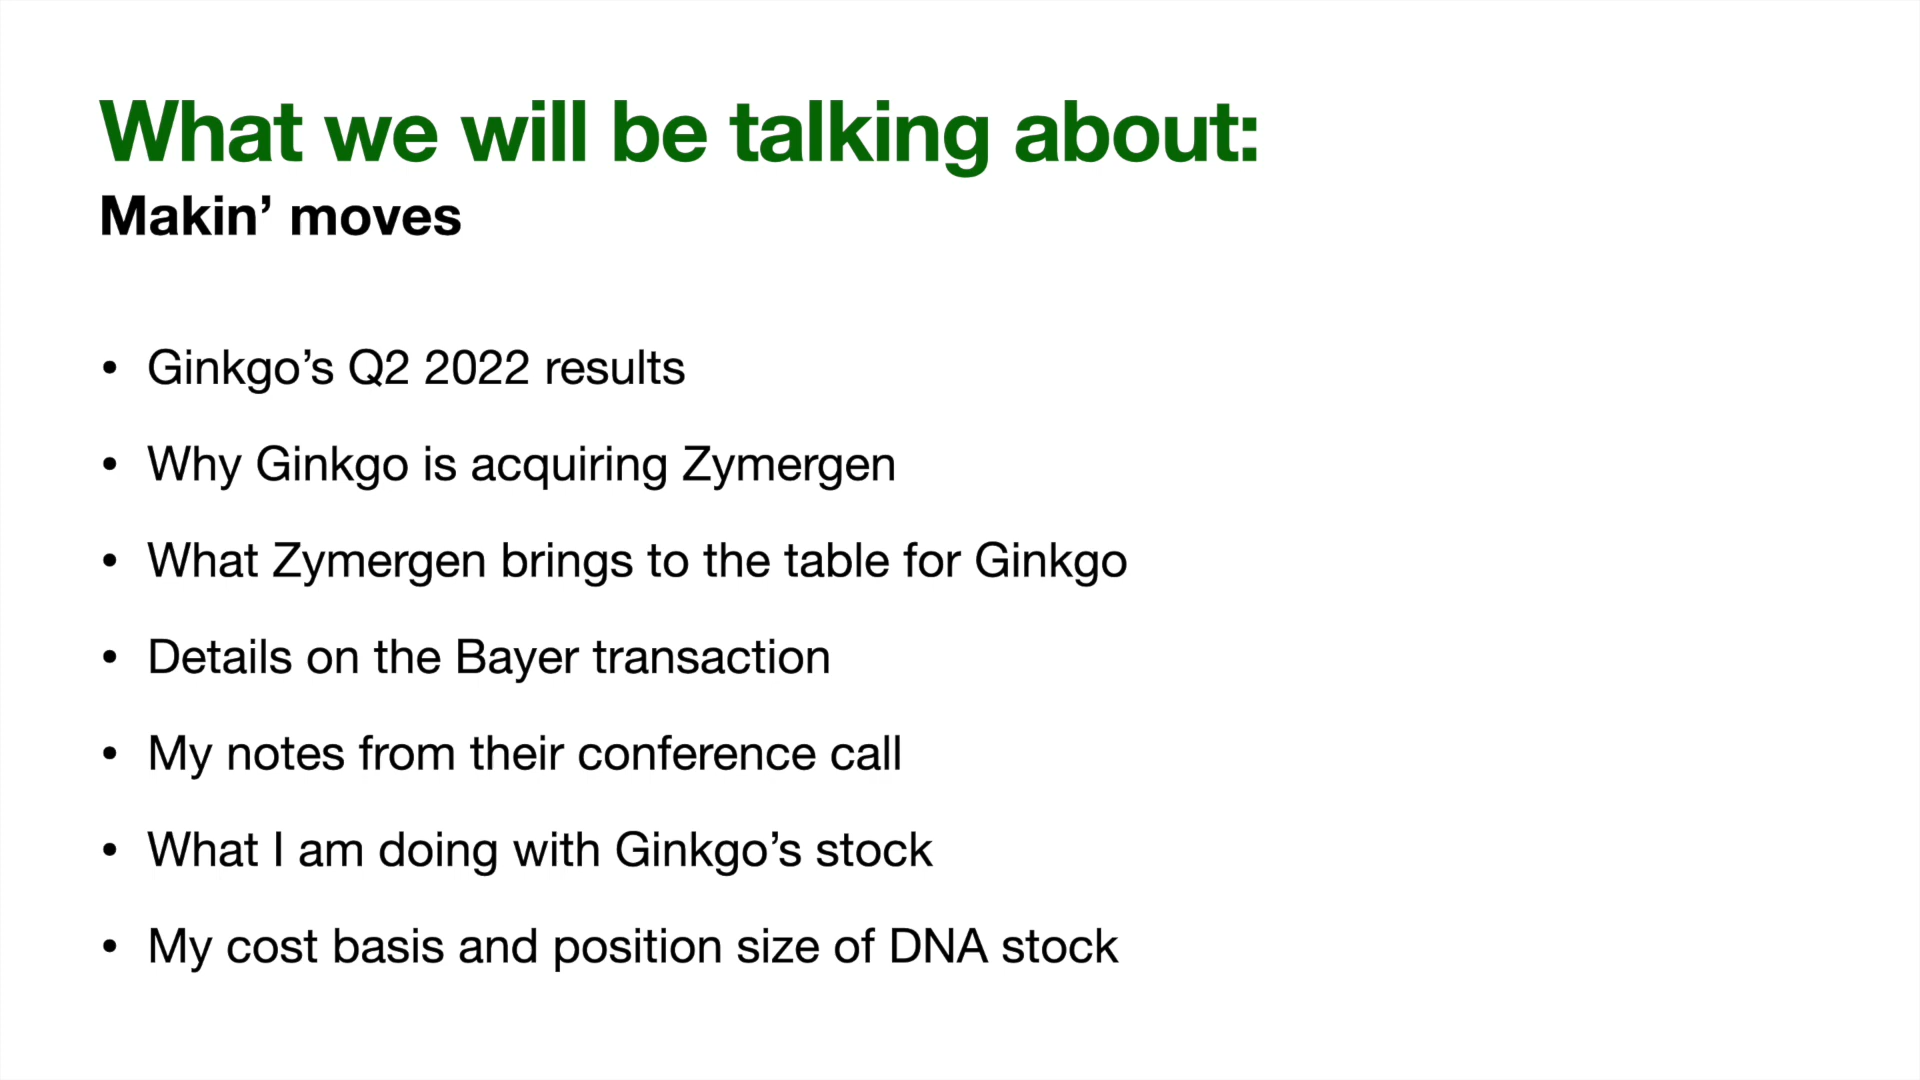 What we will be talking about:
Makin’ moves
• Ginkgo’s Q2 2022 results
• Why Ginkgo is acquiring Zymergen
• What Zymergen brings to the table for Ginkgo
• Details on the Bayer transaction
• My notes from their conference call
• What I am doing with Ginkgo’s stock
• My cost basis and position size of DNA stock